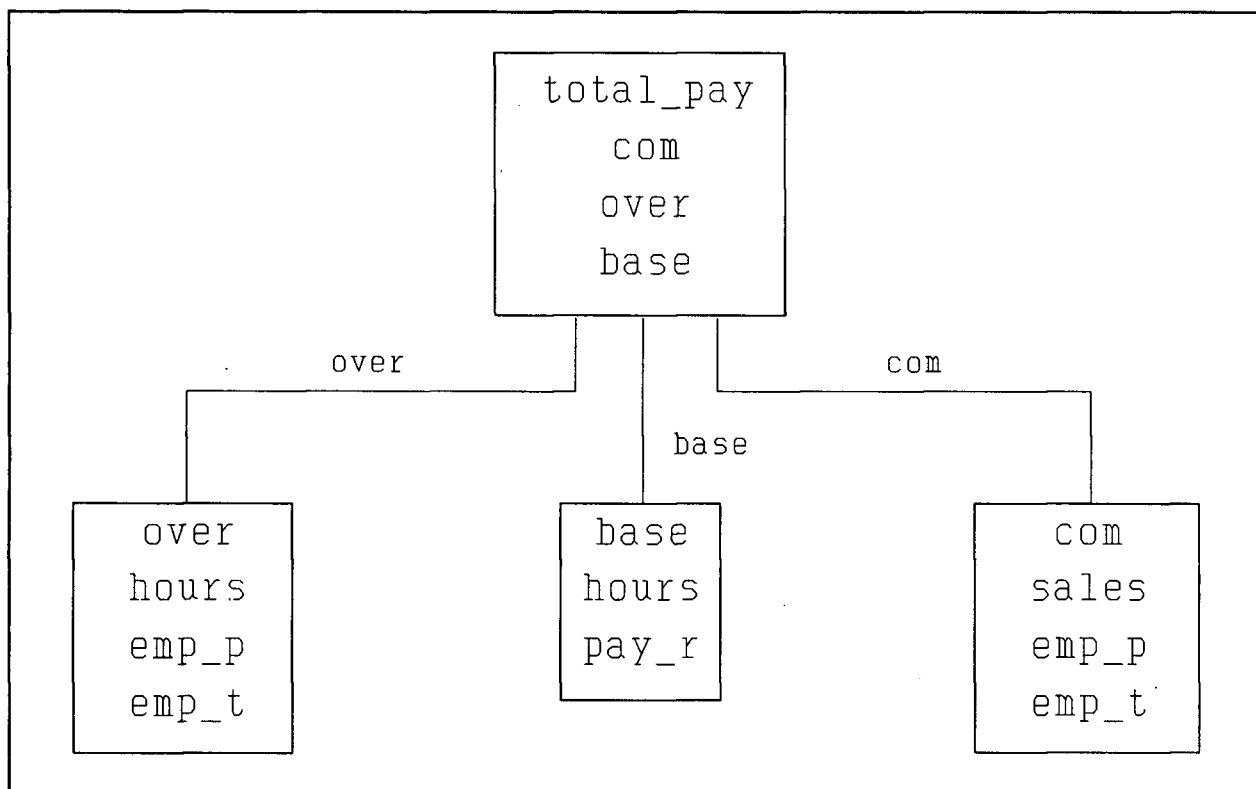 total_pay
com
over
base
over
com
base
over
hours
emp_p
emp_t
base
hours
pay_r
com
sales
emp_p
emp_t